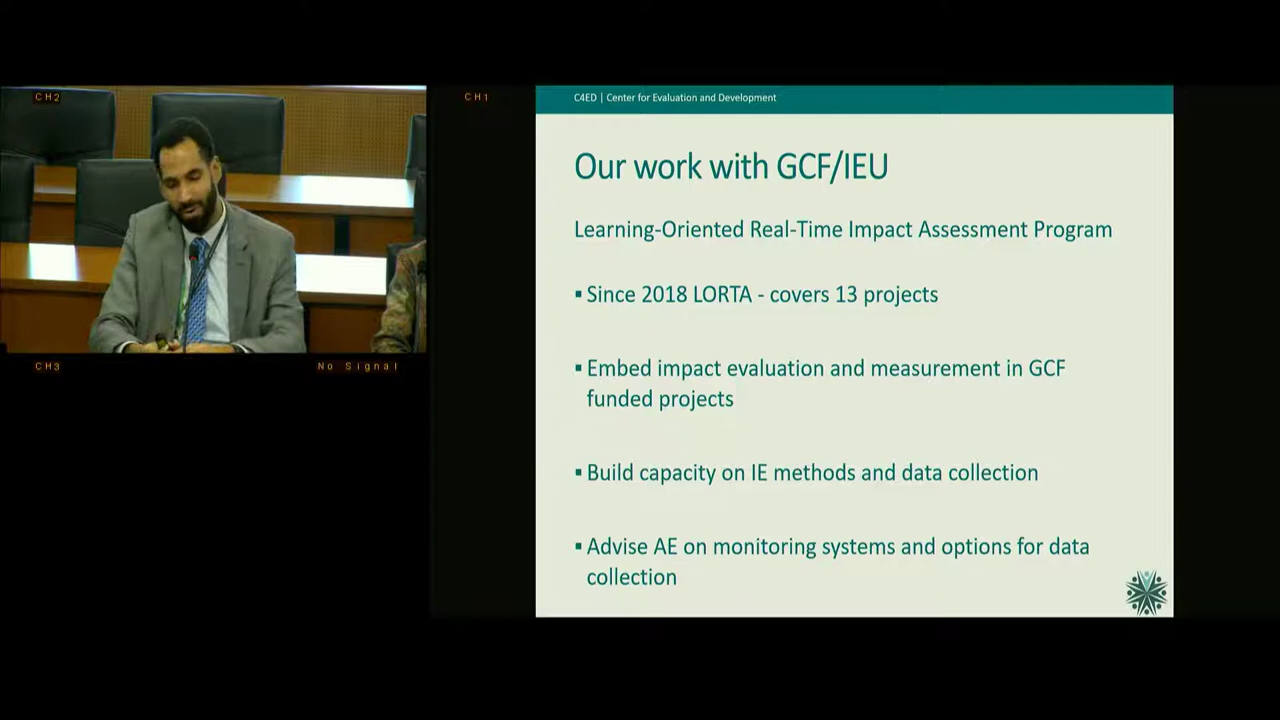 CH2
CH1
CH3
No Signal
C4ED | Center for Evaluation and Development
Our work with GCF/IEU
Learning-Oriented Real-Time Impact Assessment Program
▪ Since 2018 LORTA - covers 13 projects
▪ Embed impact evaluation and measurement in GCF
funded projects
▪ Build capacity on IE methods and data collection
▪ Advise AE on monitoring systems and options for data
collection